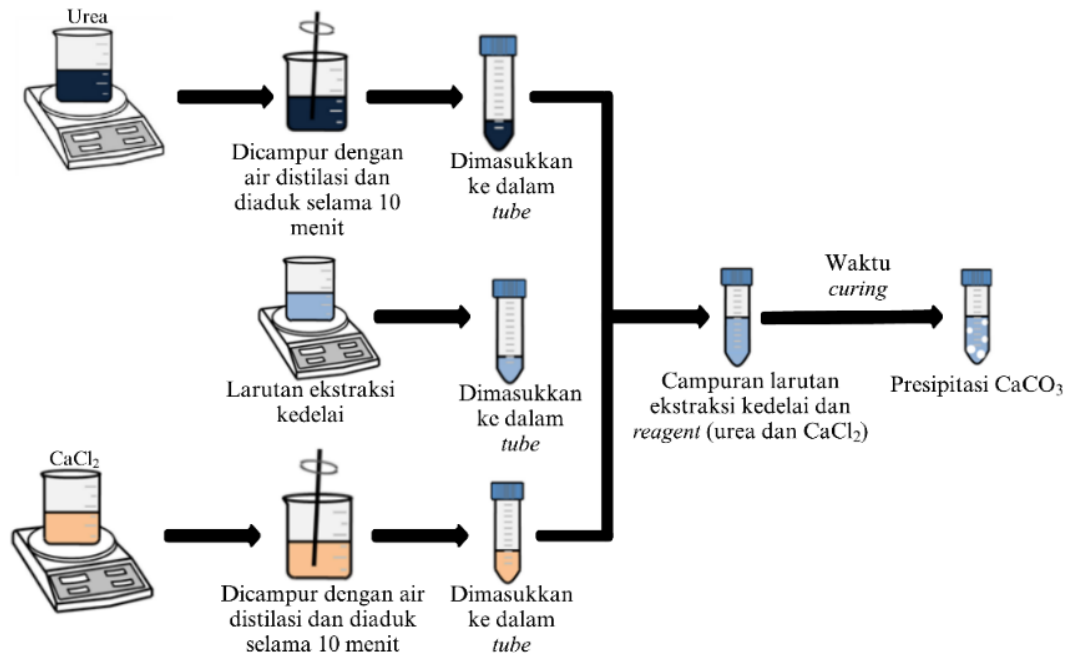 Urea
Dicampur dengan
air distilasi dan
diaduk selama 10
menit
Dimasukkan
ke dalam
tube
Larutan ekstraksi
kedelai
Dimasukkan
ke dalam
tube
CaCl₂
Dicampur dengan air
distilasi dan diaduk
selama 10 menit
Dimasukkan
ke dalam
tube
Campuran larutan
ekstraksi kedelai dan
reagent (urea dan CaCl₂)
Waktu
curing
Presipitasi CaCO₃